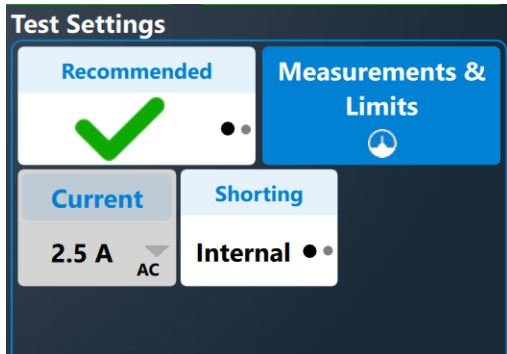 Test Settings
Recommended
Measurements &
Limits
Current
2.5 A
AC
Shorting
Internal